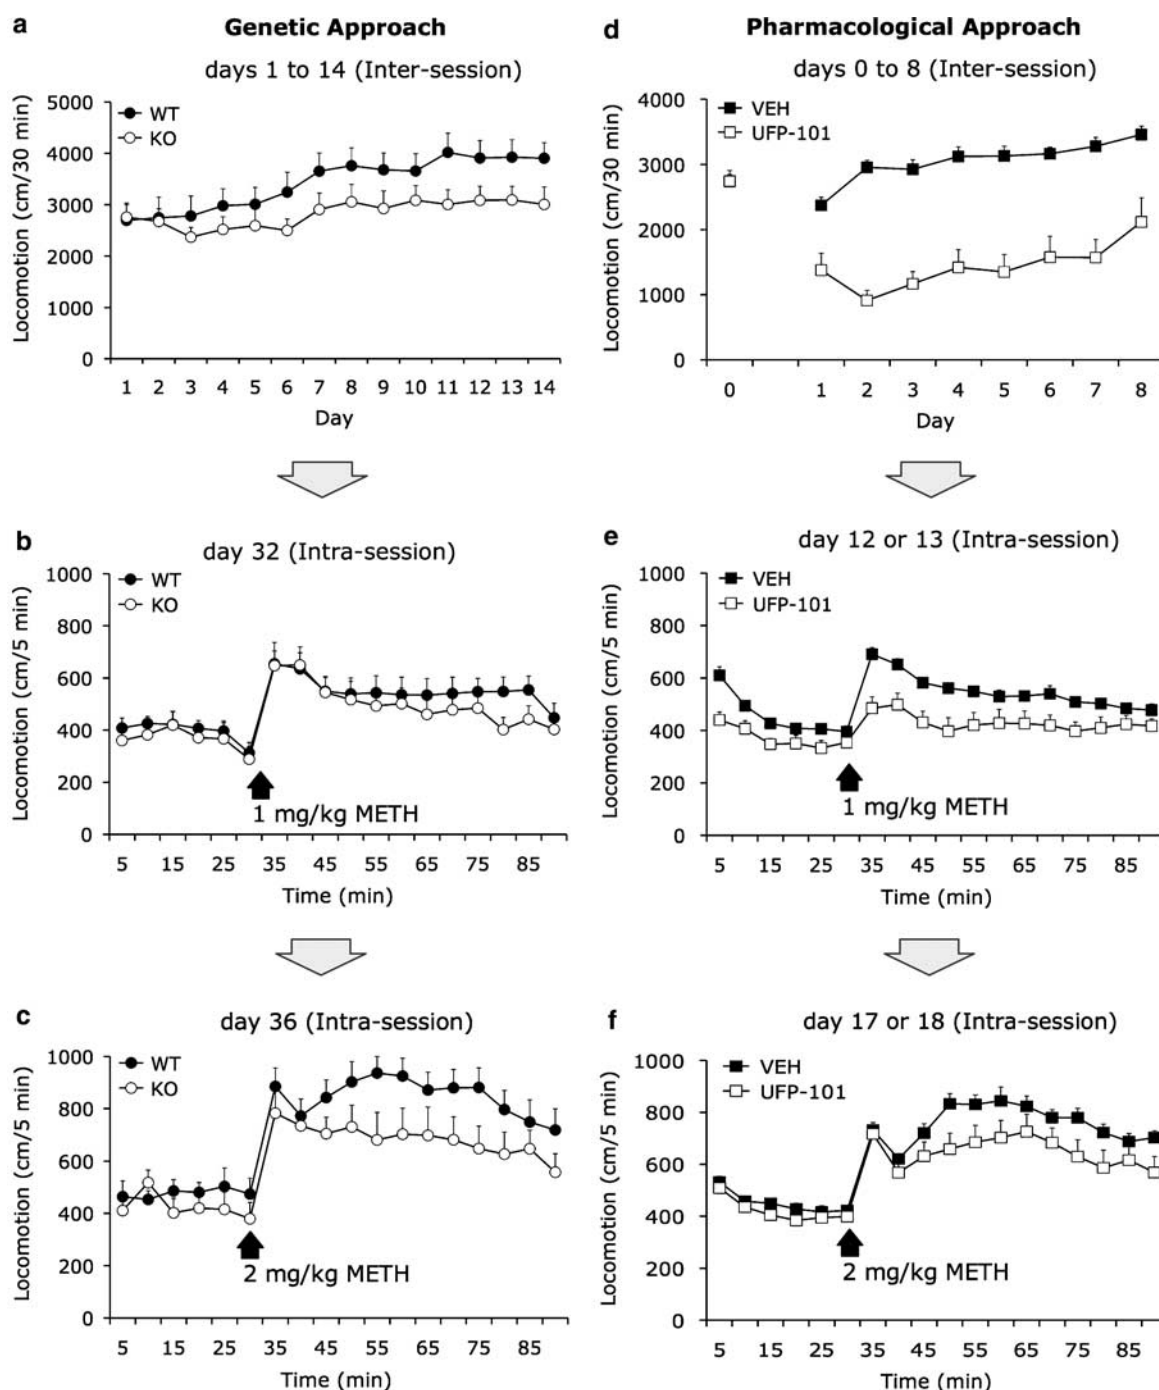 a
Genetic Approach
days 1 to 14 (Inter-session)
Locomotion (cm/30 min)
5000
4000
3000
2000
1000
0
WT
KO
1 2 3 4 5 6 7 8 9 10 11 12 13 14
Day
b
day 32 (Intra-session)
Locomotion (cm/5 min)
1000
800
600
400
200
0
WT
KO
1 mg/kg METH
5 15 25 35 45 55 65 75 85
Time (min)
c
day 36 (Intra-session)
Locomotion (cm/5 min)
1000
800
600
400
200
0
WT
KO
2 mg/kg METH
5 15 25 35 45 55 65 75 85
Time (min)
d
Pharmacological Approach
days 0 to 8 (Inter-session)
Locomotion (cm/30 min)
4000
3000
2000
1000
0
VEH
UFP-101
0 1 2 3 4 5 6 7 8
Day
e
day 12 or 13 (Intra-session)
Locomotion (cm/5 min)
1000
800
600
400
200
0
VEH
UFP-101
1 mg/kg METH
5 15 25 35 45 55 65 75 85
Time (min)
f
day 17 or 18 (Intra-session)
Locomotion (cm/5 min)
1000
800
600
400
200
0
VEH
UFP-101
2 mg/kg METH
5 15 25 35 45 55 65 75 85
Time (min)